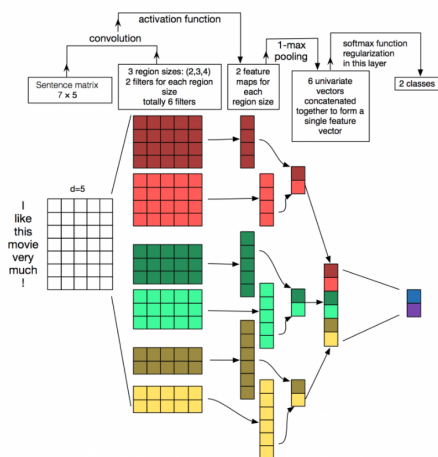 activation function
convolution
1-max
pooling
softmax function
regularization
in this layer
Sentence matrix
7 × 5
3 region sizes: (2,3,4)
2 filters for each region
size
totally 6 filters
2 feature
maps for
each
region size
6 univariate
vectors
concatenated
together to form a
single feature
vector
2 classes
d=5
I
like
this
movie
very
much
!